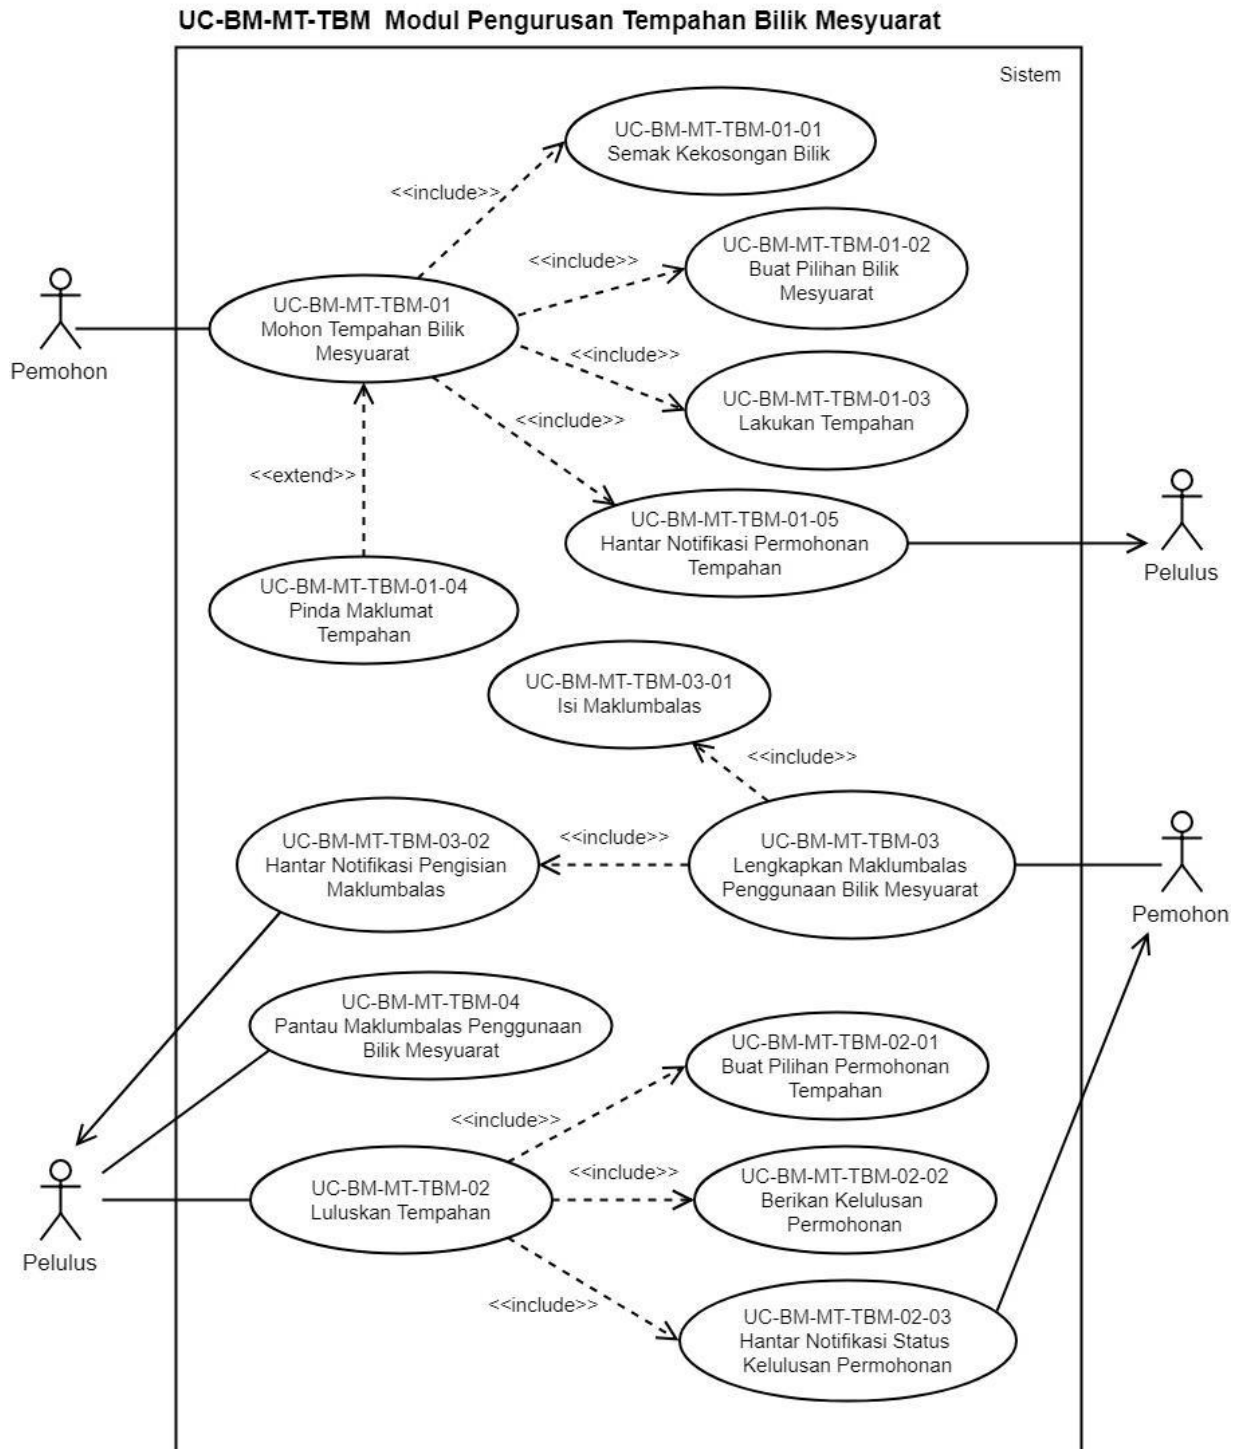 UC-BM-MT-TBM Modul Pengurusan Tempahan Bilik Mesyuarat
Sistem
UC-BM-MT-TBM-01-01
Semak Kekosongan Bilik
<<include>>
UC-BM-MT-TBM-01-02
Buat Pilihan Bilik
Mesyuarat
<<include>>
UC-BM-MT-TBM-01
Mohon Tempahan Bilik
Mesyuarat
Pemohon
<<include>>
UC-BM-MT-TBM-01-03
Lakukan Tempahan
<<include>>
<<extend>>
UC-BM-MT-TBM-01-05
Hantar Notifikasi Permohonan
Tempahan
Pelulus
UC-BM-MT-TBM-01-04
Pinda Maklumat
Tempahan
UC-BM-MT-TBM-03-01
Isi Maklumbalas
<<include>>
UC-BM-MT-TBM-03-02
Hantar Notifikasi Pengisian
Maklumbalas
<<include>>
UC-BM-MT-TBM-03
Lengkapkan Maklumbalas
Penggunaan Bilik Mesyuarat
Pemohon
UC-BM-MT-TBM-04
Pantau Maklumbalas Penggunaan
Bilik Mesyuarat
UC-BM-MT-TBM-02-01
Buat Pilihan Permohonan
Tempahan
<<include>>
UC-BM-MT-TBM-02
Luluskan Tempahan
<<include>>
UC-BM-MT-TBM-02-02
Berikan Kelulusan
Permohonan
Pelulus
<<include>>
UC-BM-MT-TBM-02-03
Hantar Notifikasi Status
Kelulusan Permohonan